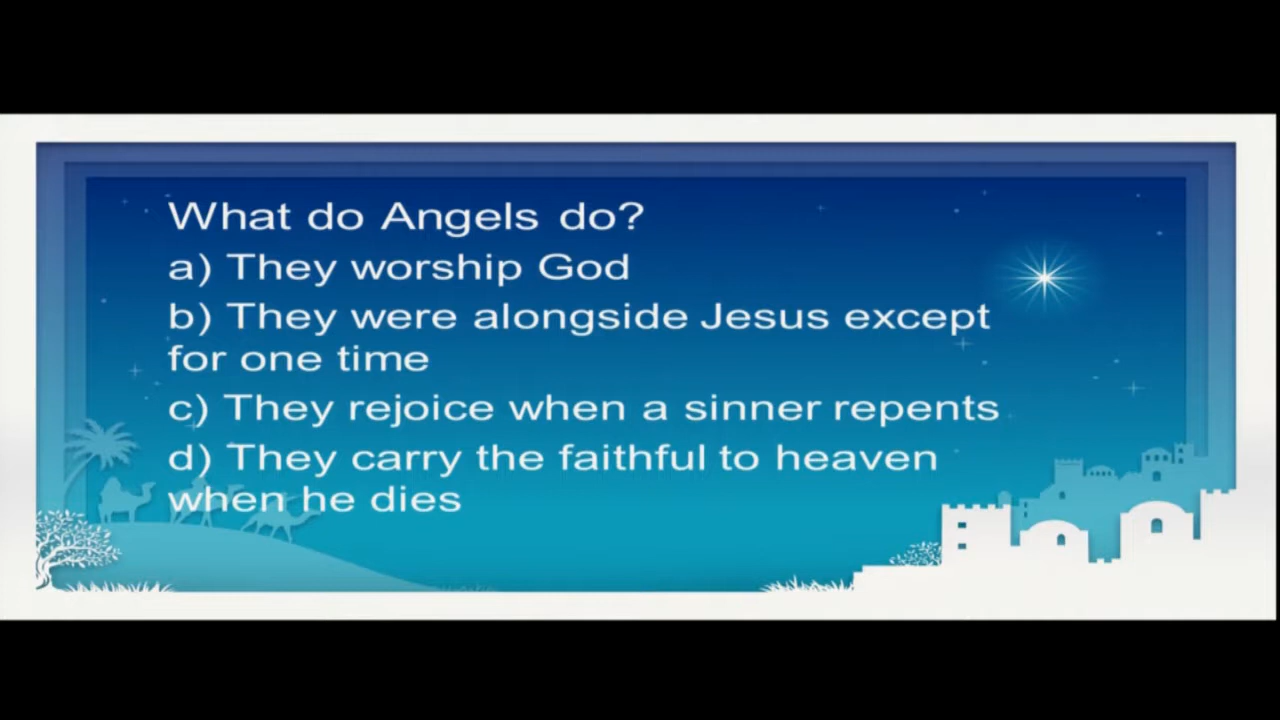 What do Angels do?
a) They worship God
b) They were alongside Jesus except
for one time
c) They rejoice when a sinner repents
d) They carry the faithful to heaven
when he dies